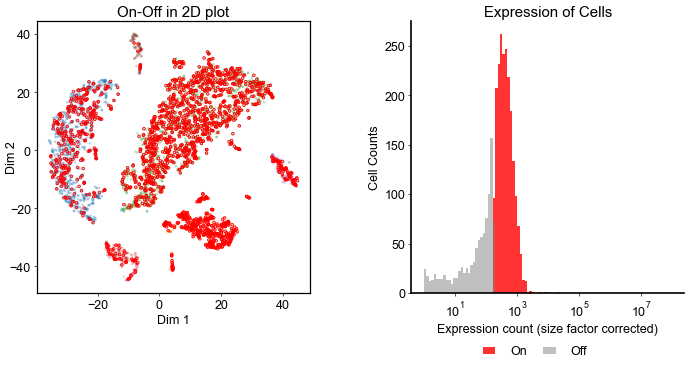 On-Off in 2D plot
40
20
0
−20
−40
Dim 2
−20 0 20 40
Dim 1
Expression of Cells
250
200
150
100
50
0
Cell Counts
10^1 10^3 10^5 10^7
Expression count (size factor corrected)
On Off